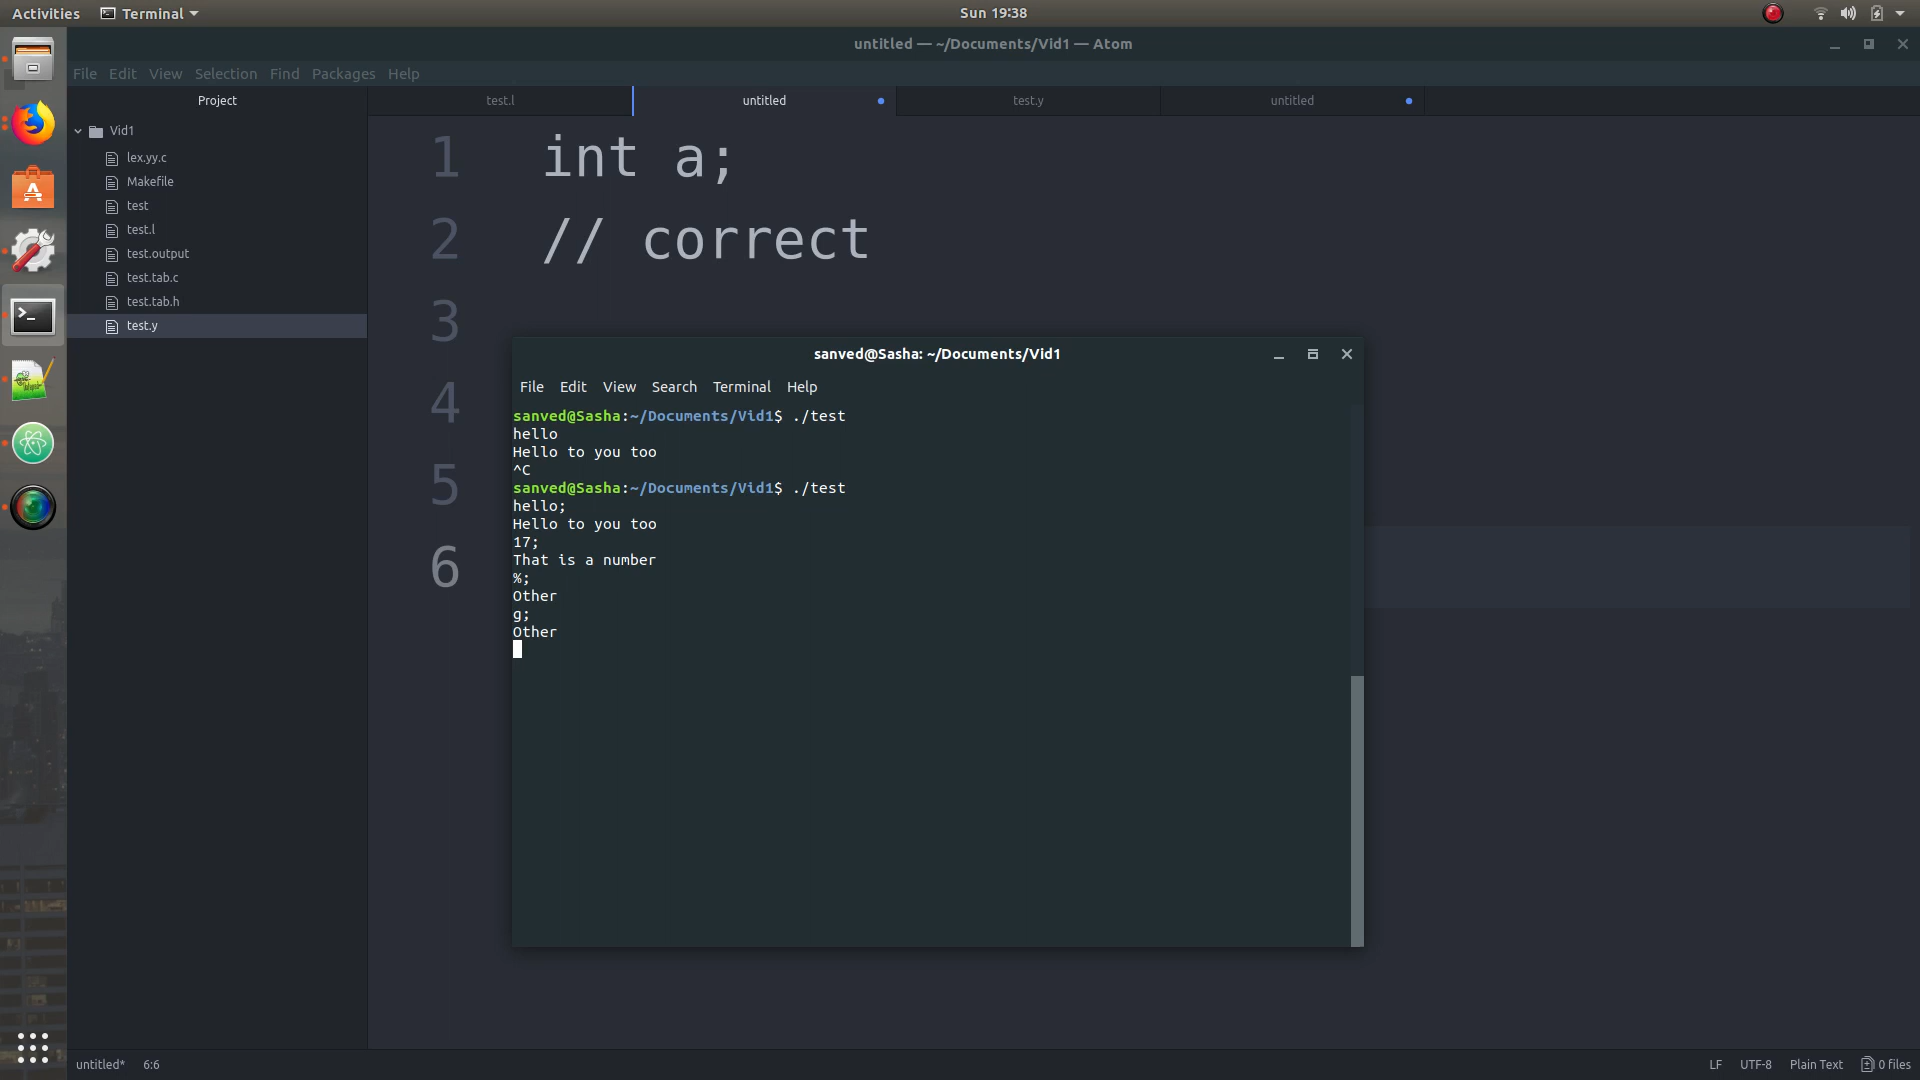 Activities Terminal Sun 19:38
untitled — ~/Documents/Vid1 — Atom
File Edit View Selection Find Packages Help
Project test.l untitled test.y untitled
Vid1
lex.yy.c
Makefile
test
test.l
test.output
test.tab.c
test.tab.h
test.y
1 int a;
2 // correct
3
4
5
6
sanved@Sasha: ~/Documents/Vid1
File Edit View Search Terminal Help
sanved@Sasha:~/Documents/Vid1$ ./test
hello
Hello to you too
^C
sanved@Sasha:~/Documents/Vid1$ ./test
hello;
Hello to you too
17;
That is a number
%;
Other
g;
Other
untitled* 6:6 LF UTF-8 Plain Text 0 files